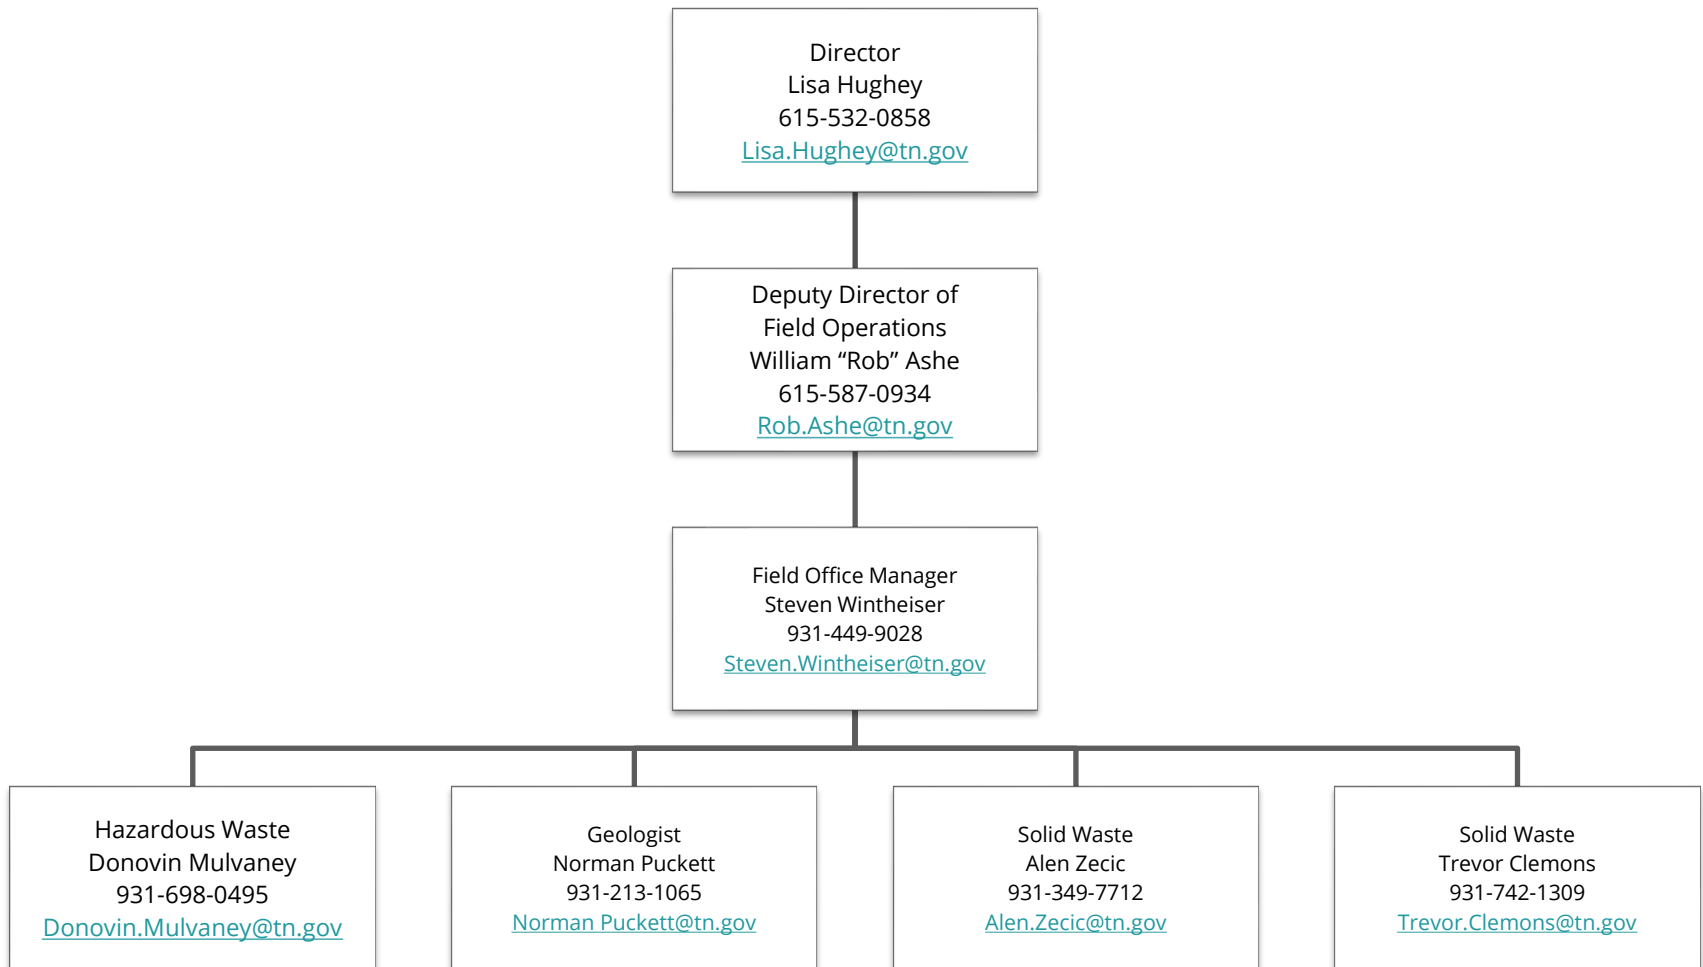 Director
Lisa Hughey
615-532-0858
Lisa.Hughey@tn.gov
Deputy Director of
Field Operations
William “Rob” Ashe
615-587-0934
Rob.Ashe@tn.gov
Field Office Manager
Steven Wintheiser
931-449-9028
Steven.Wintheiser@tn.gov
Hazardous Waste
Donovin Mulvaney
931-698-0495
Donovin.Mulvaney@tn.gov
Geologist
Norman Puckett
931-213-1065
Norman Puckett@tn.gov
Solid Waste
Alen Zecic
931-349-7712
Alen.Zecic@tn.gov
Solid Waste
Trevor Clemons
931-742-1309
Trevor.Clemons@tn.gov